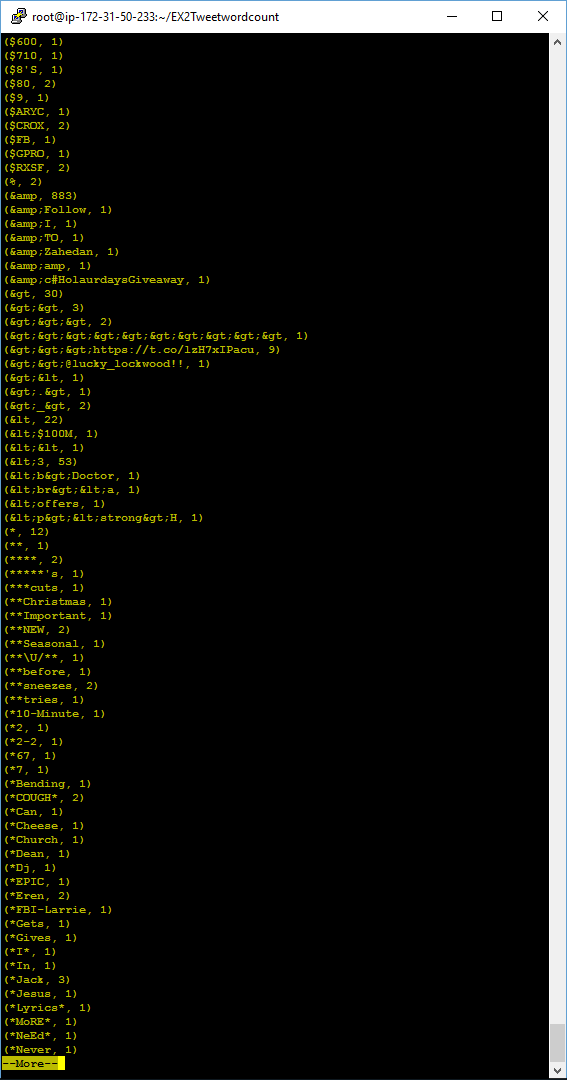 root@ip-172-31-50-233:~/EX2Tweetwordcount
($600, 1)
($710, 1)
($8'S, 1)
($80, 2)
($9, 1)
($ARYC, 1)
($CROX, 2)
($FB, 1)
($GPRO, 1)
($RXSF, 2)
(%, 2)
(&amp, 883)
(&amp;Follow, 1)
(&amp;I, 1)
(&amp;TO, 1)
(&amp;Zahedan, 1)
(&amp;amp, 1)
(&amp;c#HolaurdaysGiveaway, 1)
(&gt, 30)
(&gt;&gt, 3)
(&gt;&gt;&gt, 2)
(&gt;&gt;&gt;&gt;&gt;&gt;&gt;&gt;&gt;&gt, 1)
(&gt;&gt;&gt;https://t.co/lzH7xIPacu, 9)
(&gt;&gt;&gt;@lucky_lockwood!!, 1)
(&gt;&lt, 1)
(&gt;.&gt, 1)
(&gt;_&gt, 2)
(&lt, 22)
(&lt;$100M, 1)
(&lt;&lt, 1)
(&lt;3, 53)
(&lt;b&gt;Doctor, 1)
(&lt;br&gt;&lt;a, 1)
(&lt;offers, 1)
(&lt;p&gt;&lt;strong&gt;H, 1)
(*, 12)
(**, 1)
(****, 2)
(*****'s, 1)
(***cuts, 1)
(**Christmas, 1)
(**Important, 1)
(**NEW, 2)
(**Seasonal, 1)
(**\U/**, 1)
(**before, 1)
(**sneezes, 2)
(**tries, 1)
(*10-Minute, 1)
(*2, 1)
(*2-2, 1)
(*67, 1)
(*7, 1)
(*Bending, 1)
(*COUGH*, 2)
(*Can, 1)
(*Cheese, 1)
(*Church, 1)
(*Dean, 1)
(*Dj, 1)
(*EPIC, 1)
(*Eren, 2)
(*FBI-Larrie, 1)
(*Gets, 1)
(*Gives, 1)
(*I*, 1)
(*In, 1)
(*Jack, 3)
(*Jesus, 1)
(*Lyrics*, 1)
(*MoRE*, 1)
(*NeEd*, 1)
(*Never, 1)
--More--